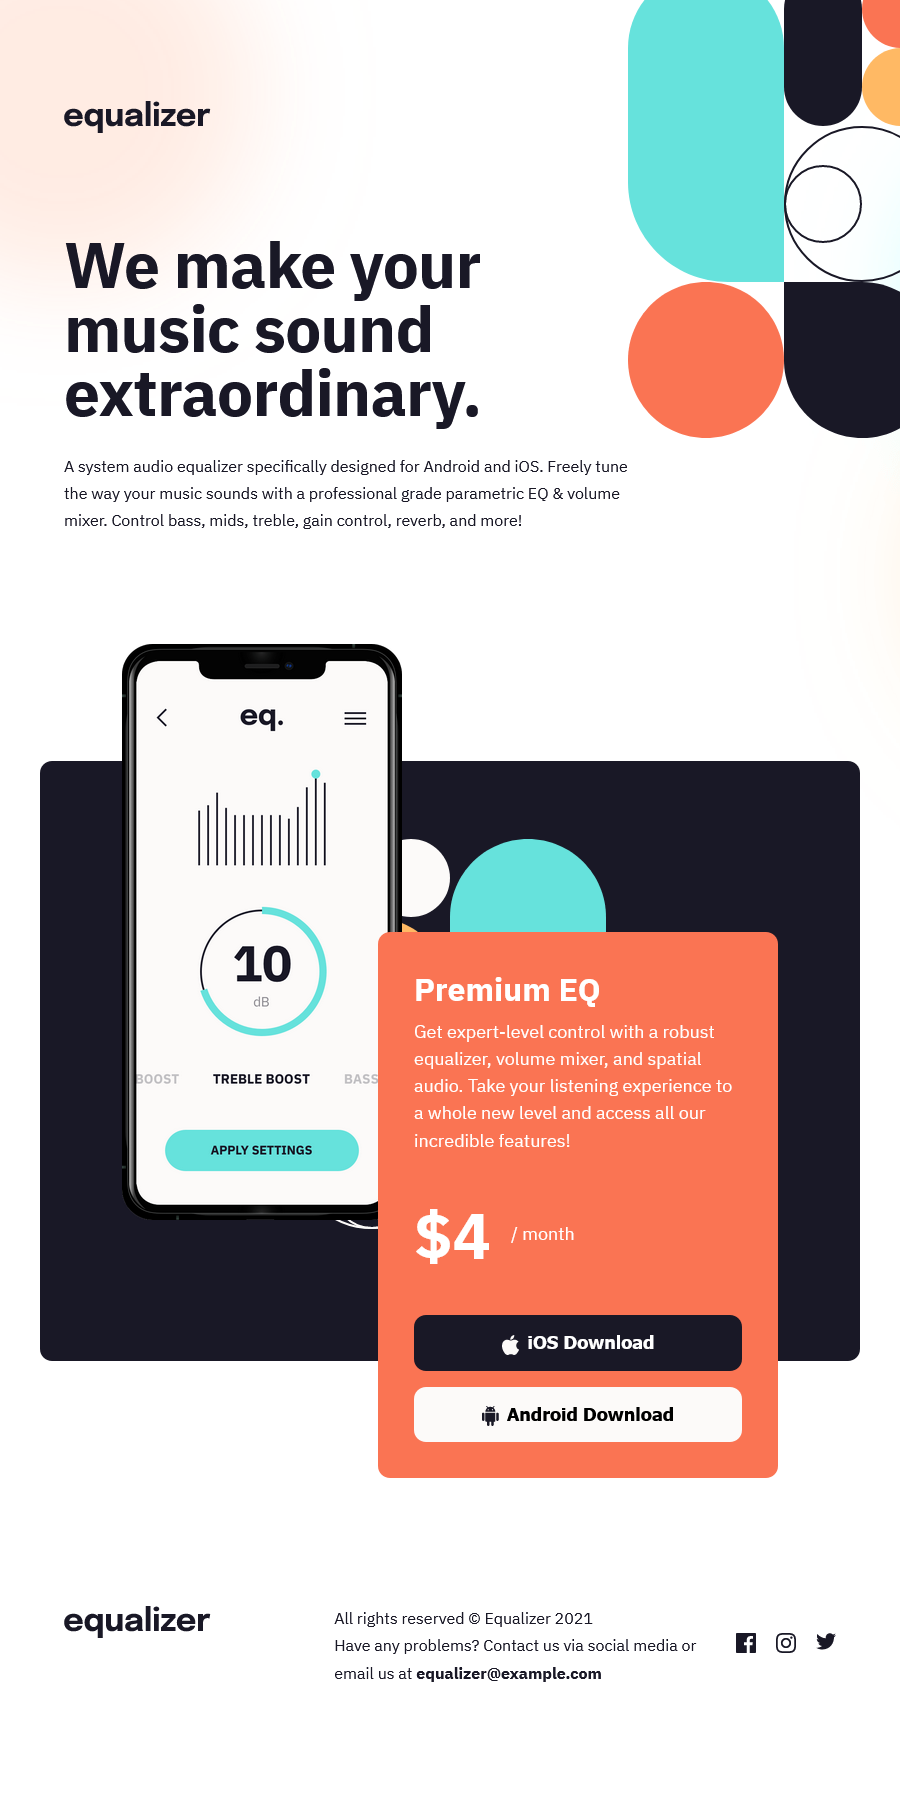 equalizer
We make your
music sound
extraordinary.
A system audio equalizer specifically designed for Android and iOS. Freely tune
the way your music sounds with a professional grade parametric EQ & volume
mixer. Control bass, mids, treble, gain control, reverb, and more!
eq.
10
dB
BOOST TREBLE BOOST BASS
APPLY SETTINGS
Premium EQ
Get expert-level control with a robust
equalizer, volume mixer, and spatial
audio. Take your listening experience to
a whole new level and access all our
incredible features!
$4 / month
iOS Download
Android Download
equalizer
All rights reserved © Equalizer 2021
Have any problems? Contact us via social media or
email us at equalizer@example.com